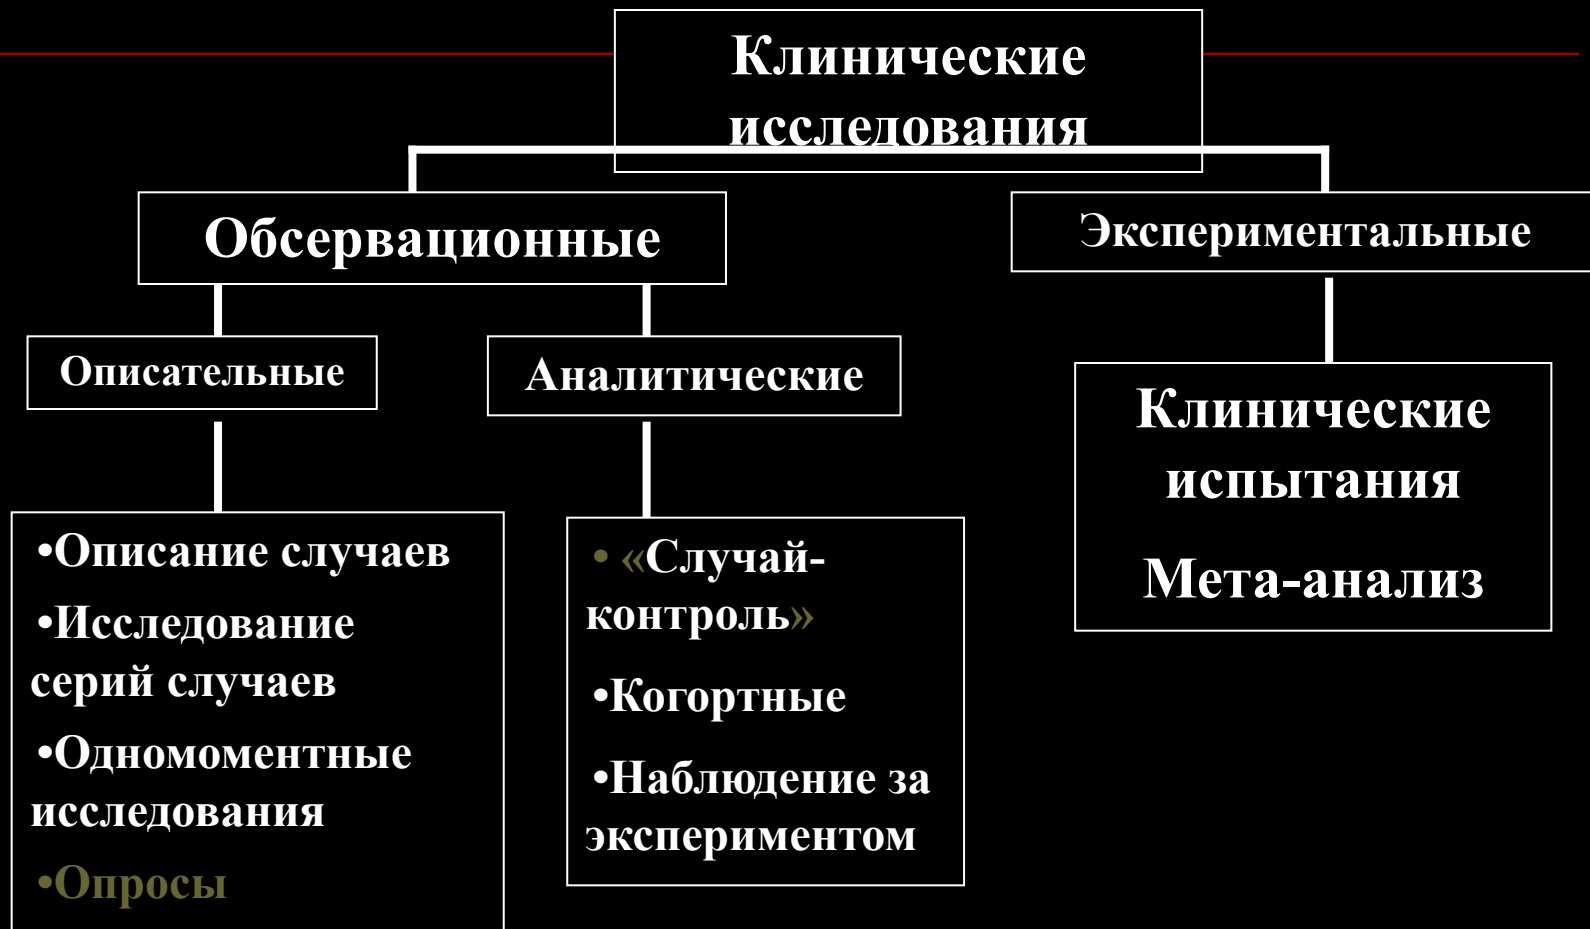 Клинические
исследования
Обсервационные
Экспериментальные
Описательные
Аналитические
Клинические
испытания
Мета-анализ
•Описание случаев
•Исследование
серий случаев
•Одномоментные
исследования
•Опросы
• «Случай-
контроль»
•Когортные
•Наблюдение за
экспериментом